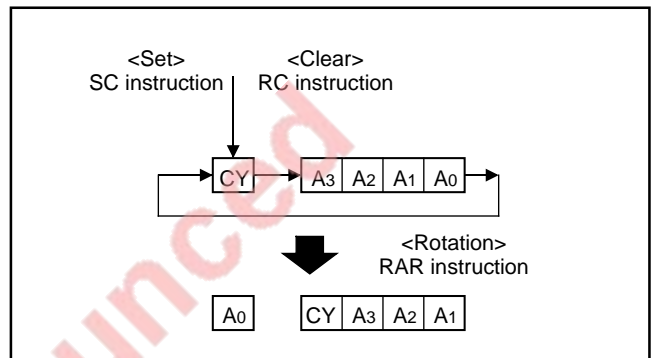 <Set> <Clear>
SC instruction RC instruction
CY A3 A2 A1 A0
<Rotation>
RAR instruction
A0 CY A3 A2 A1